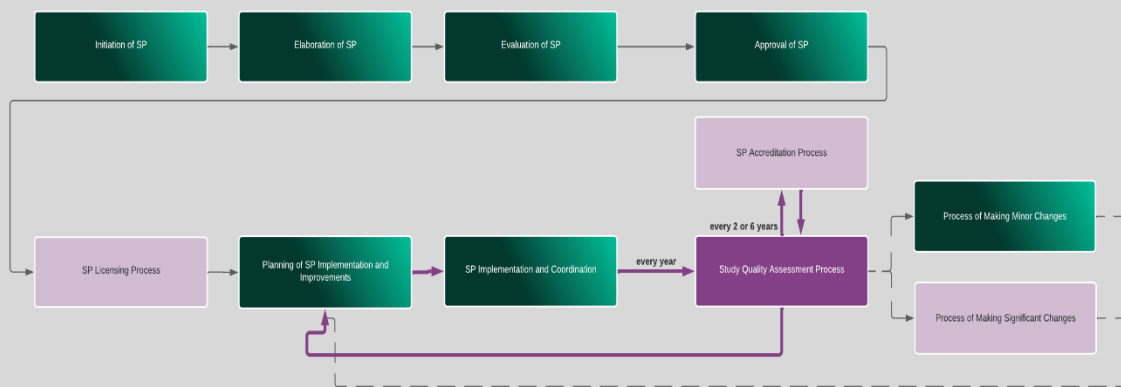 Initiation of SP
Elaboration of SP
Evaluation of SP
Approval of SP
SP Accreditation Process
every 2 or 6 years
Process of Making Minor Changes
SP Licensing Process
Planning of SP Implementation and
Improvements
SP Implementation and Coordination
every year
Study Quality Assessment Process
Process of Making Significant Changes